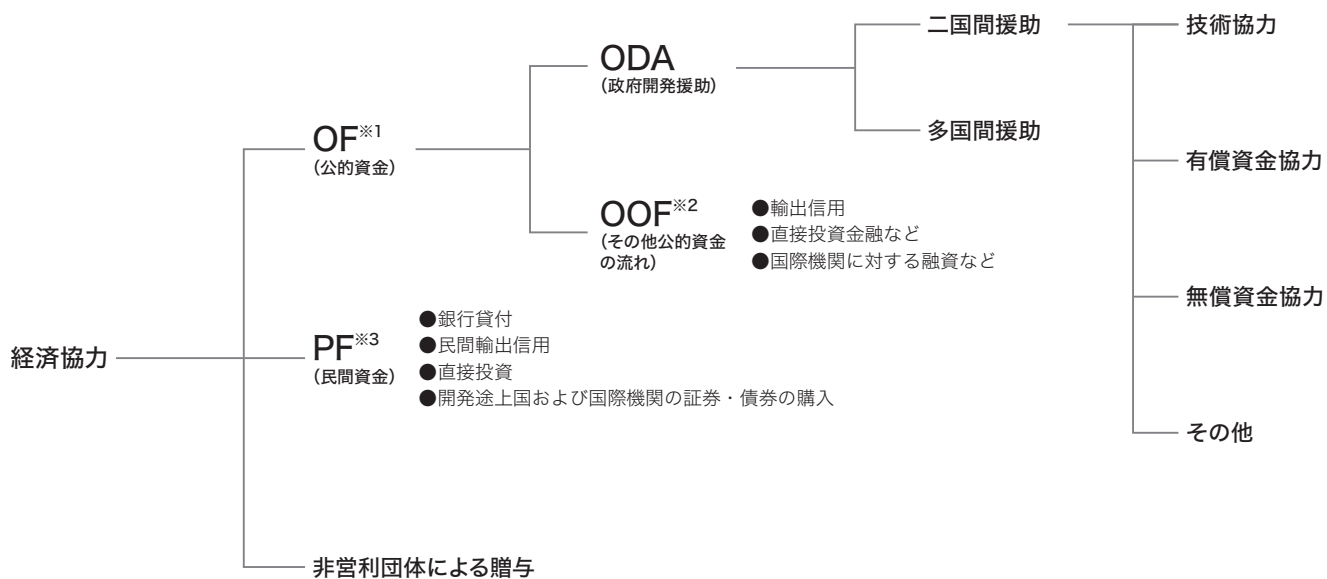 経済協力
OF※1
(公的資金)
ODA
(政府開発援助)
二国間援助
技術協力
有償資金協力
無償資金協力
その他
多国間援助
OOF※2
(その他公的資金
の流れ)
●輸出信用
●直接投資金融など
●国際機関に対する融資など
PF※3
(民間資金)
●銀行貸付
●民間輸出信用
●直接投資
●開発途上国および国際機関の証券・債券の購入
非営利団体による贈与